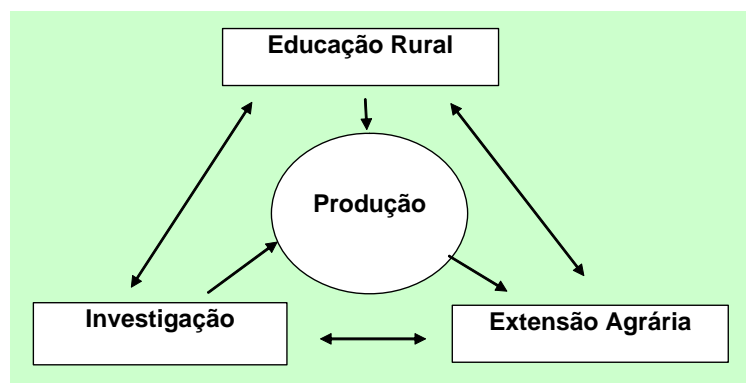 Educação Rural
Produção
Investigação
Extensão Agrária